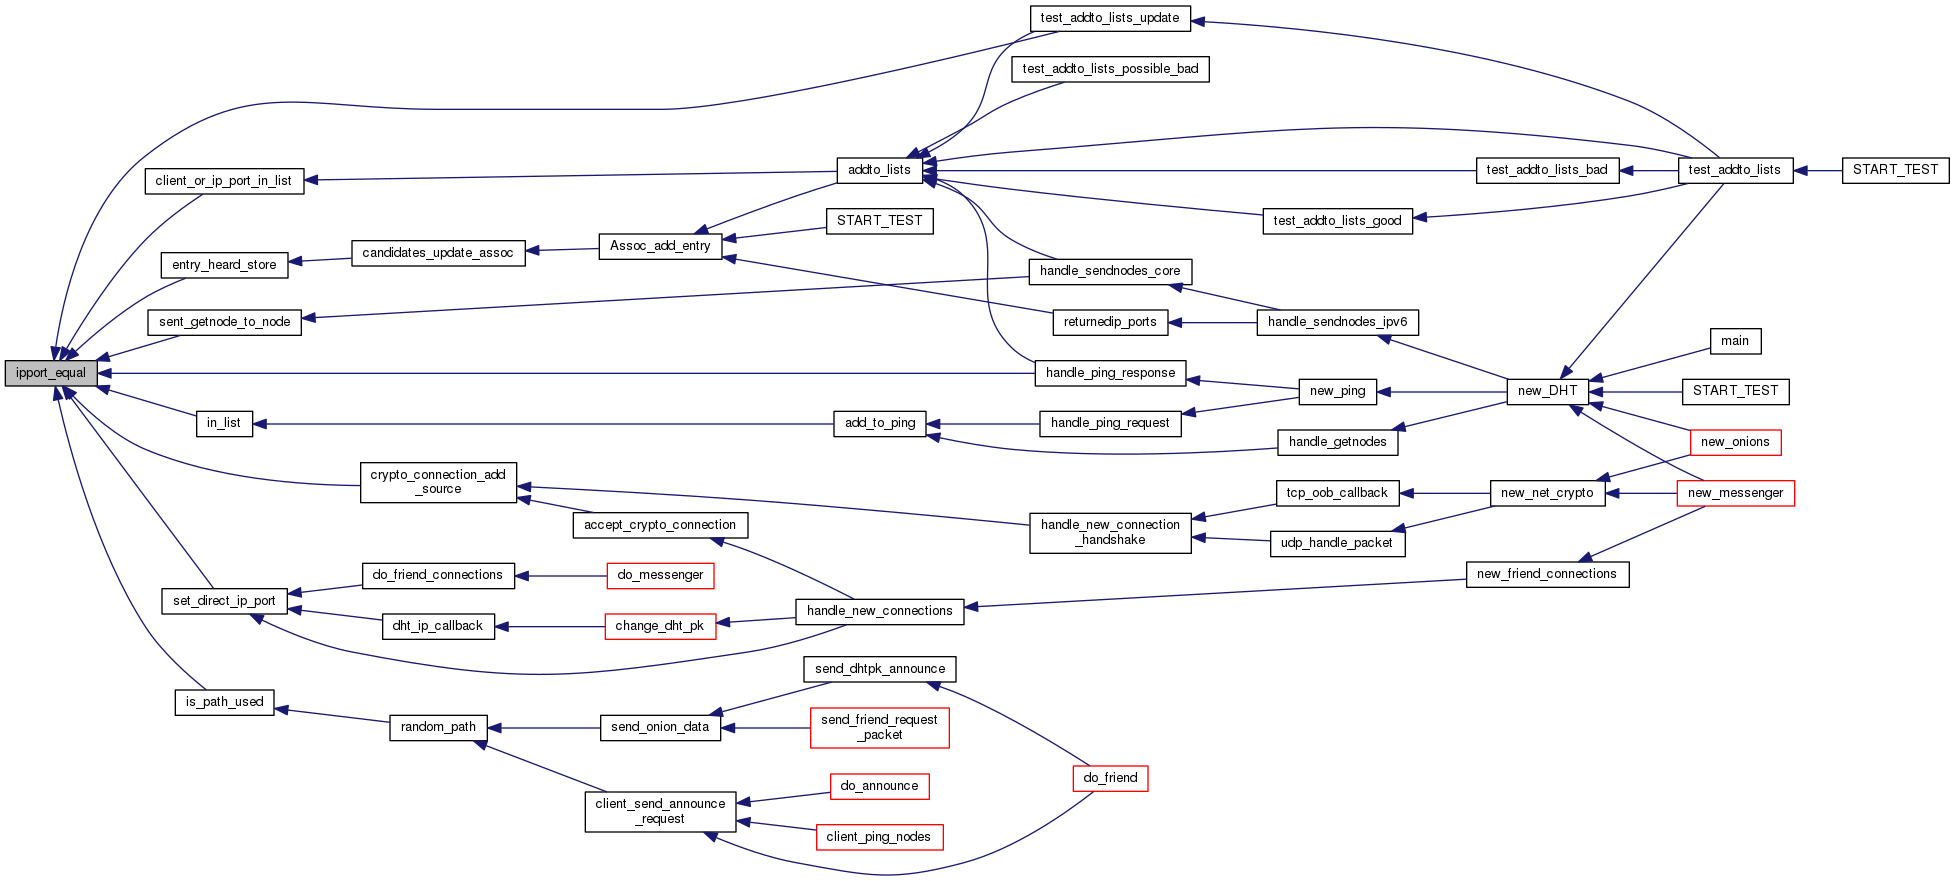 test_addto_lists_update
test_addto_lists_possible_bad
client_or_ip_port_in_list
addto_lists
test_addto_lists_bad
test_addto_lists
START_TEST
START_TEST
test_addto_lists_good
entry_heard_store
candidates_update_assoc
Assoc_add_entry
handle_sendnodes_core
sent_getnode_to_node
returnedip_ports
handle_sendnodes_ipv6
main
ipport_equal
handle_ping_response
new_ping
new_DHT
START_TEST
in_list
add_to_ping
handle_ping_request
handle_getnodes
new_onions
crypto_connection_add
_source
tcp_oob_callback
new_net_crypto
new_messenger
accept_crypto_connection
handle_new_connection
_handshake
udp_handle_packet
do_friend_connections
do_messenger
new_friend_connections
set_direct_ip_port
dht_ip_callback
change_dht_pk
handle_new_connections
send_dhtpk_announce
is_path_used
random_path
send_onion_data
send_friend_request
_packet
do_friend
do_announce
client_send_announce
_request
client_ping_nodes